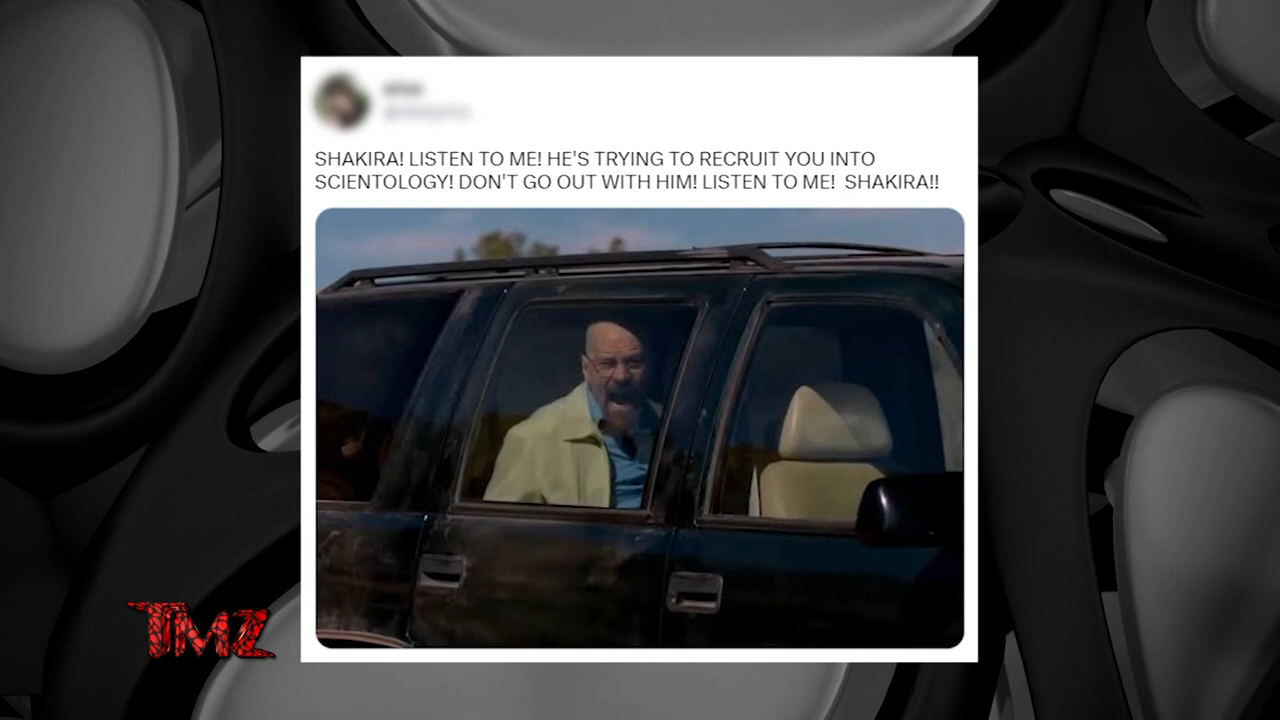 SHAKIRA! LISTEN TO ME! HE'S TRYING TO RECRUIT YOU INTO
SCIENTOLOGY! DON'T GO OUT WITH HIM! LISTEN TO ME!  SHAKIRA!!
TMZ